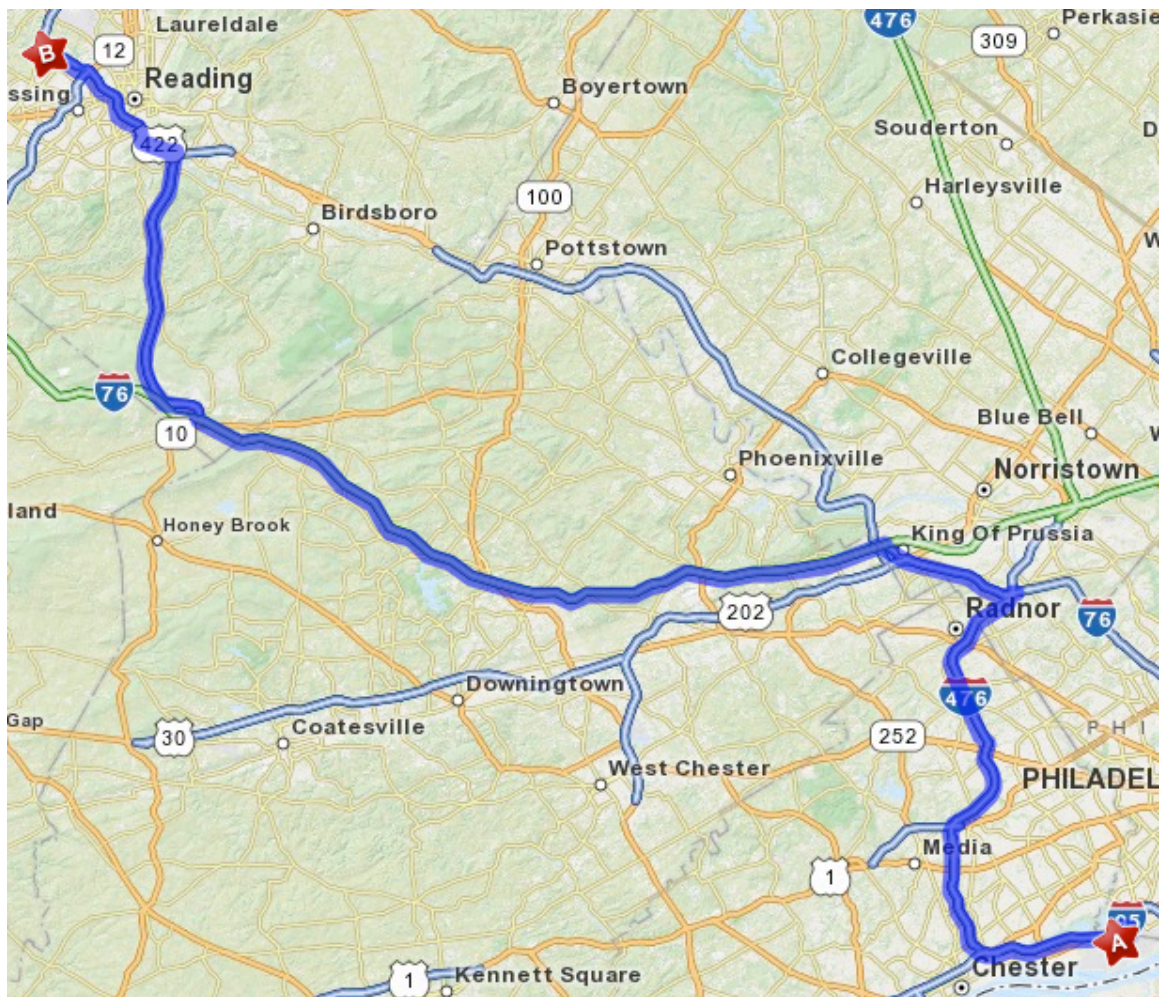 Laureldale
476
Perkasie
309
B
12
Reading
ssing
Boyertown
Souderton
D
422
Harleysville
100
Birdsboro
Pottstown
W
Collegeville
76
Blue Bell
10
Phoenixville
Norristown
land
Honey Brook
King Of Prussia
202
Radnor
76
Downingtown
476
Gap
30
Coatesville
252
PHI
West Chester
PHILADEL
Media
1
95
A
Chester
1
Kennett Square